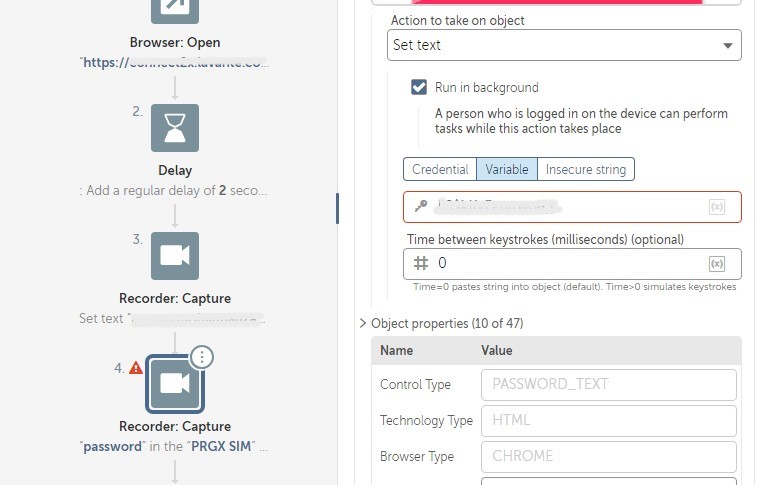 Browser: Open
"https://
2.
Delay
: Add a regular delay of 2 seco...
3.
Recorder: Capture
Set text "
4.
Recorder: Capture
"password" in the "PRGX SIM" ...
Action to take on object
Set text
Run in background
A person who is logged in on the device can perform
tasks while this action takes place
Credential Variable Insecure string
(x)
Time between keystrokes (milliseconds) (optional)
# 0 (x)
Time=0 pastes string into object (default). Time>0 simulates keystrokes
Object properties (10 of 47)
Name Value
Control Type PASSWORD_TEXT
Technology Type HTML
Browser Type CHROME